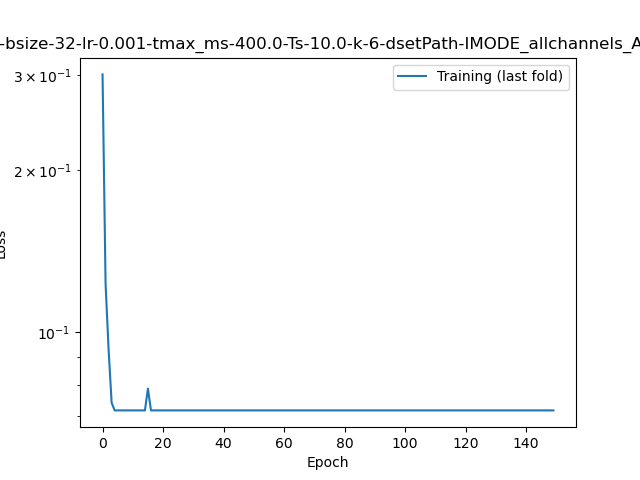 -bsize-32-lr-0.001-tmax_ms-400.0-Ts-10.0-k-6-dsetPath-IMODE_allchannels_A
Training (last fold)
3 × 10⁻¹
2 × 10⁻¹
10⁻¹
Loss
0 20 40 60 80 100 120 140
Epoch